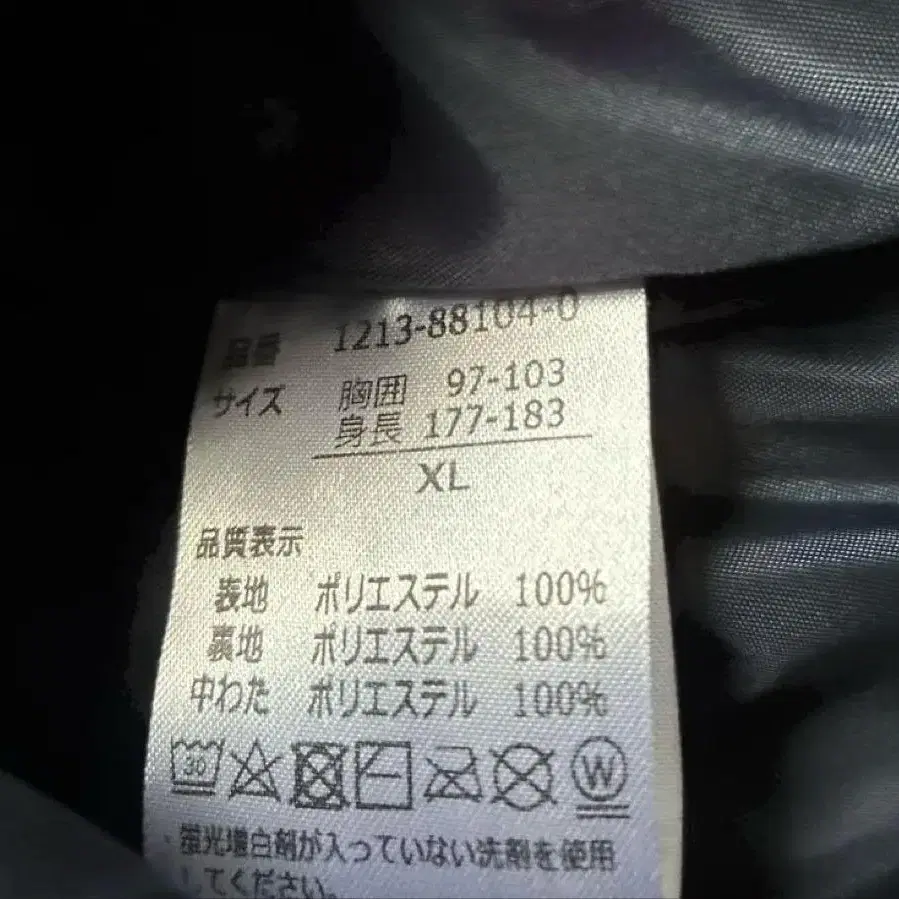 品番 1213-88104-0
サイズ 胸囲 97-103
身長 177-183
XL
品質表示
表地 ポリエステル 100%
裏地 ポリエステル 100%
中わた ポリエステル 100%
30 W
・蛍光増白剤が入っていない洗剤を使用
してください。